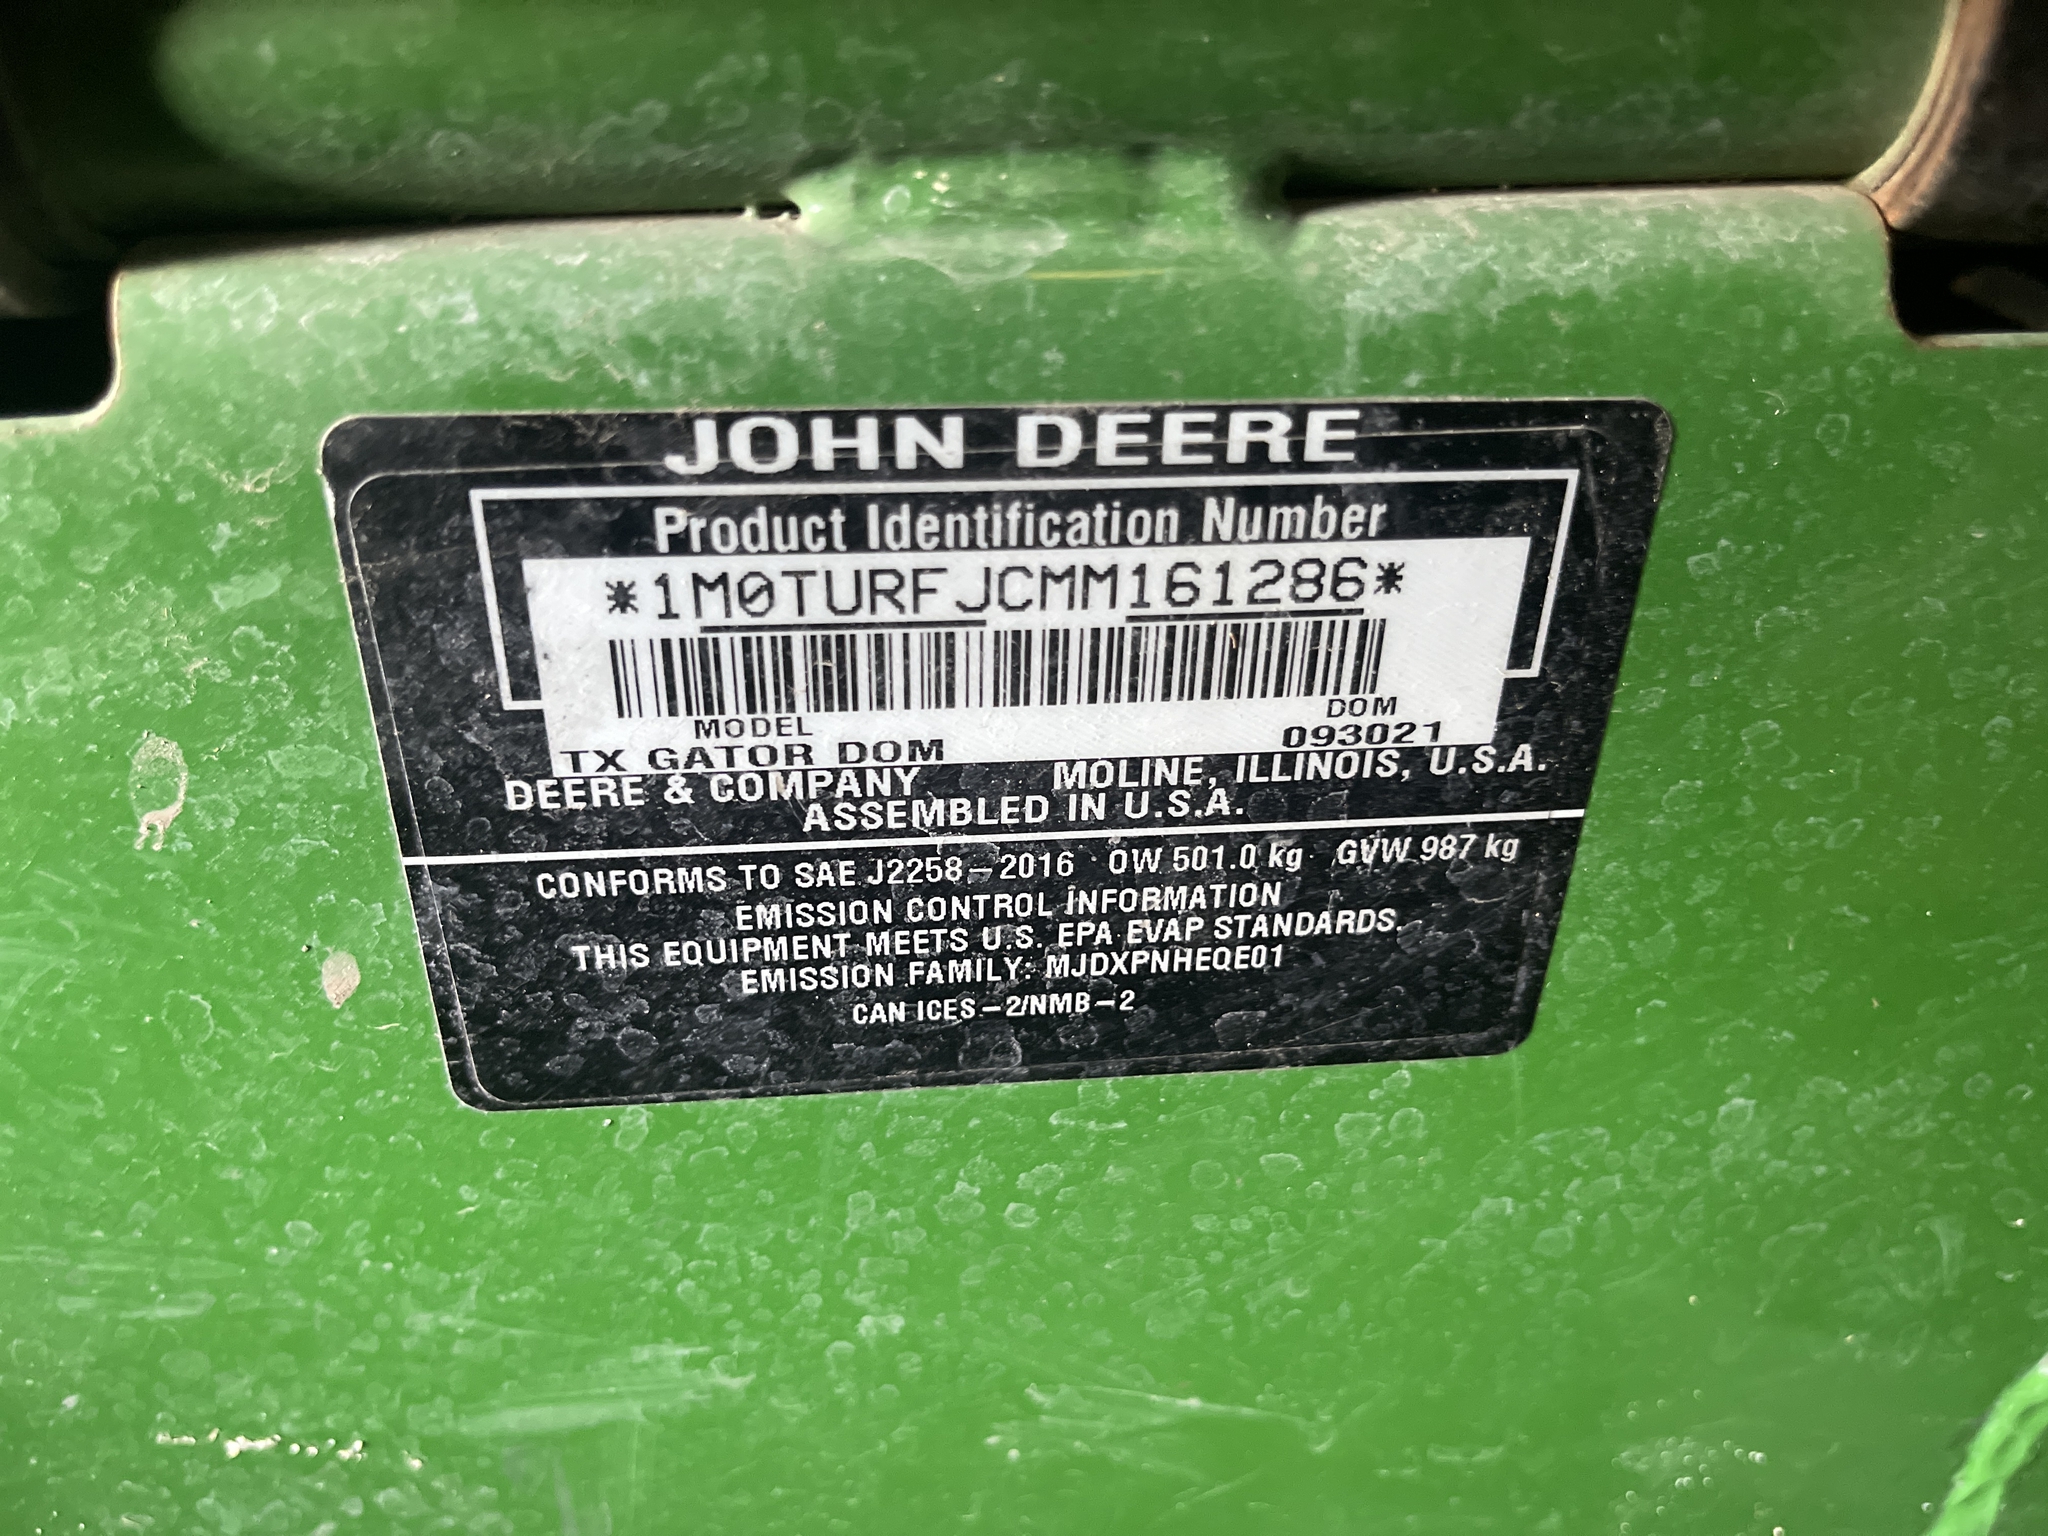 JOHN DEERE
Product Identification Number
*1M0TURFJCMM161286*
MODEL DOM
TX GATOR DOM 093021
DEERE & COMPANY MOLINE, ILLINOIS, U.S.A.
ASSEMBLED IN U.S.A.
CONFORMS TO SAE J2258-2016 OW 501.0 kg GVW 987 kg
EMISSION CONTROL INFORMATION
THIS EQUIPMENT MEETS U.S. EPA EVAP STANDARDS.
EMISSION FAMILY: MJDXPNHEQE01
CAN ICES-2/NMB-2